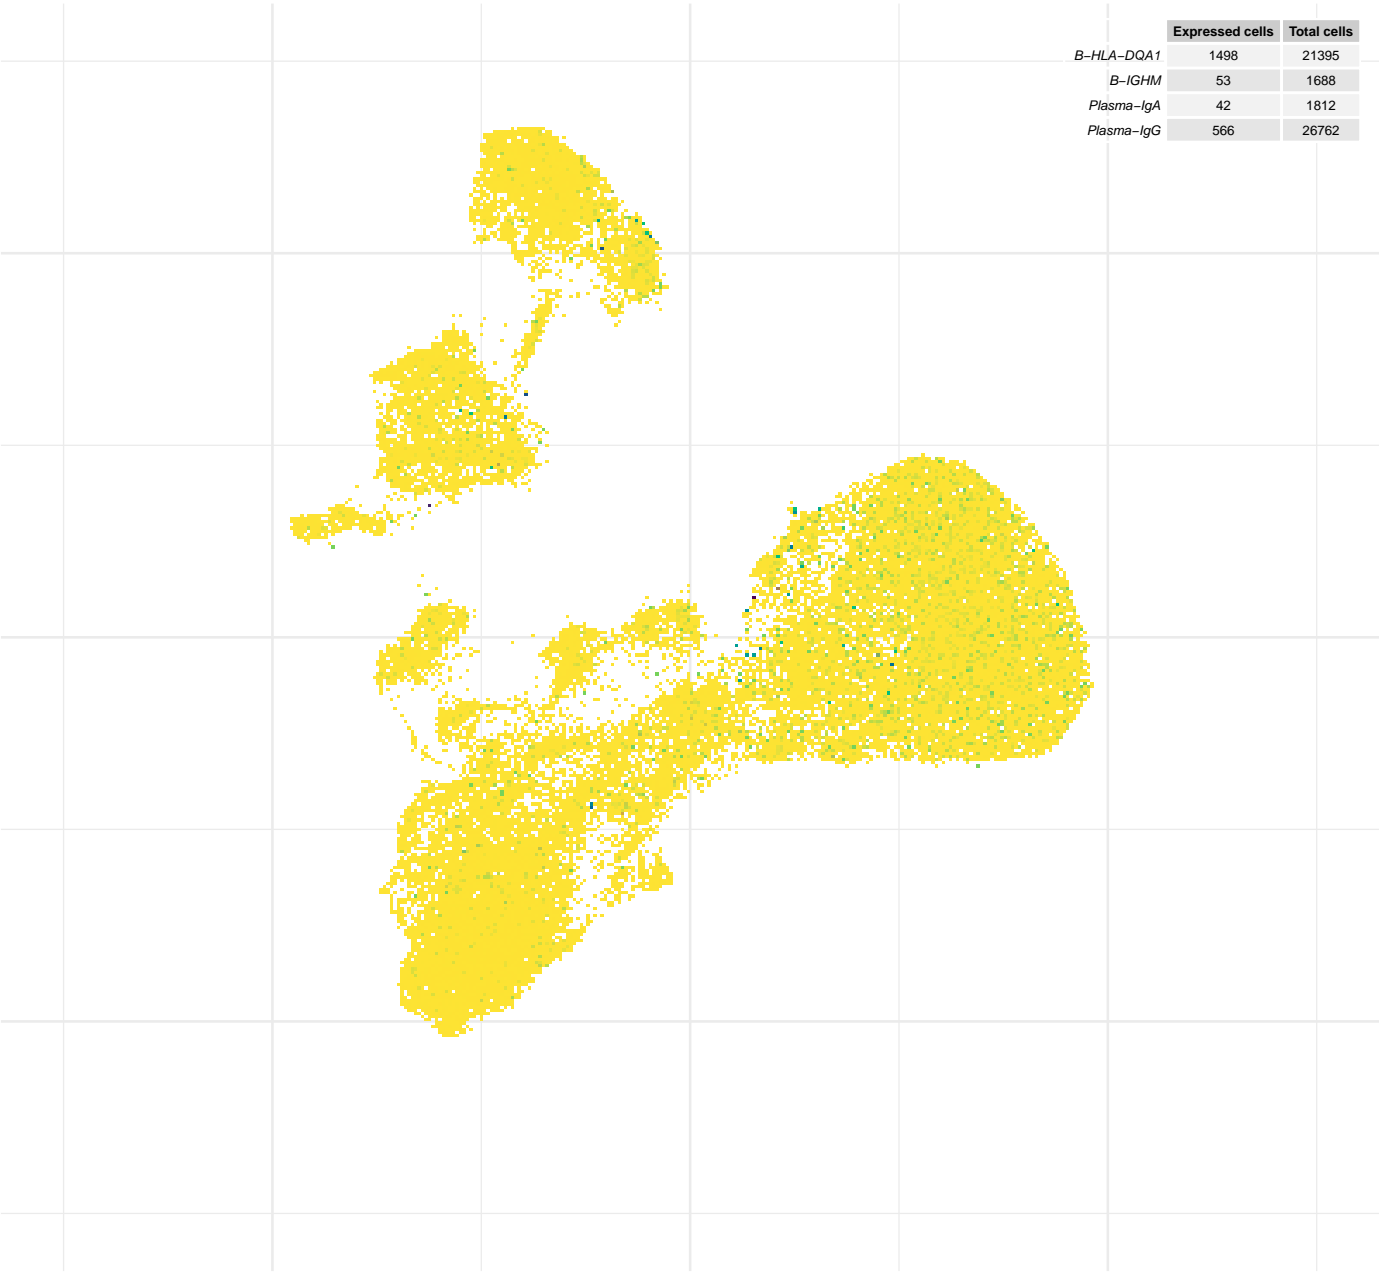 Expressed cells Total cells
B−HLA−DQA1 1498 21395
B−IGHM 53 1688
Plasma−IgA 42 1812
Plasma−IgG 566 26762